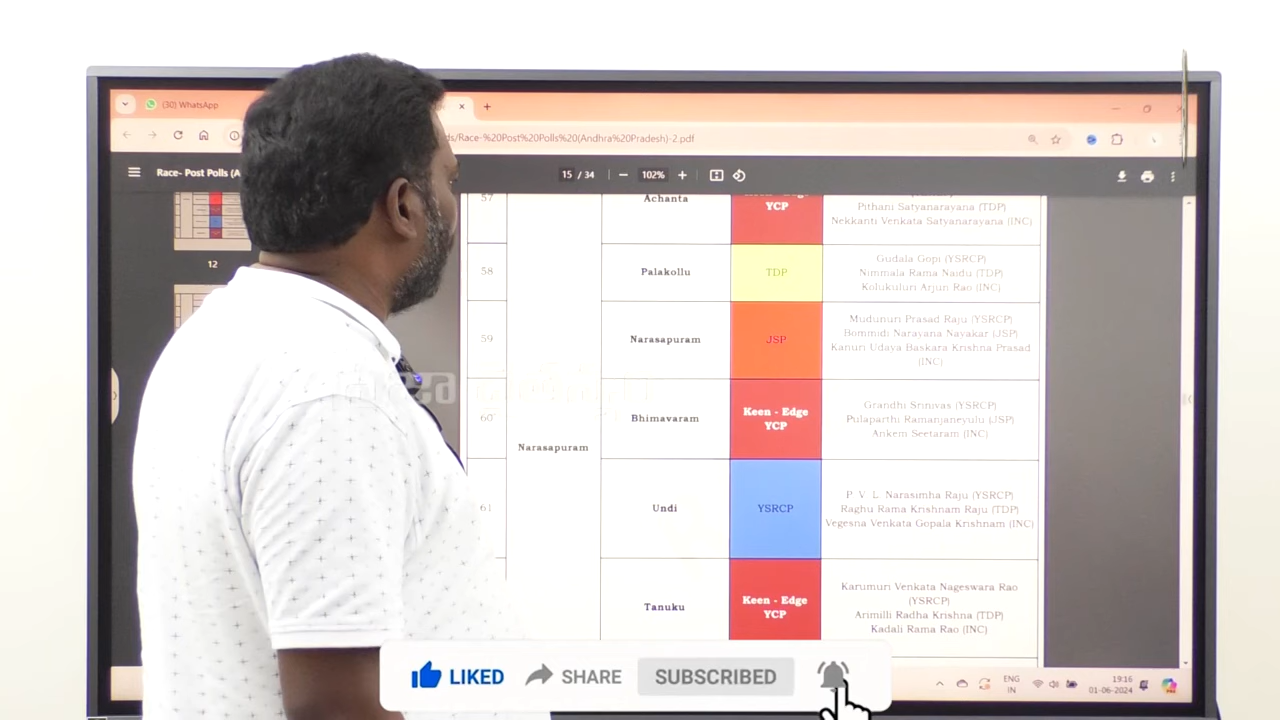 (30) WhatsApp
ds/Race-%20Post%20Polls%20(Andhra%20Pradesh)-2.pdf
Race- Post Polls (A
15 / 34
102%
12
57
Achanta
Keen - Edge
YCP
Pithani Satyanarayana (TDP)
Nekkanti Venkata Satyanarayana (INC)
58
Palakollu
TDP
Gudala Gopi (YSRCP)
Nimmala Rama Naidu (TDP)
Kolukuluri Arjun Rao (INC)
59
Narasapuram
JSP
Mudunuri Prasad Raju (YSRCP)
Bommidi Narayana Nayakar (JSP)
Kanuri Udaya Baskara Krishna Prasad
(INC)
60
Narasapuram
Bhimavaram
Keen - Edge
YCP
Grandhi Srinivas (YSRCP)
Pulaparthi Ramanjaneyulu (JSP)
Ankem Seetaram (INC)
61
Undi
YSRCP
P V L Narasimha Raju (YSRCP)
Raghu Rama Krishnam Raju (TDP)
Vegesna Venkata Gopala Krishnam (INC)
Tanuku
Keen - Edge
YCP
Karumuri Venkata Nageswara Rao
(YSRCP)
Arimilli Radha Krishna (TDP)
Kadali Rama Rao (INC)
LIKED
SHARE
SUBSCRIBED
ENG
IN
19:16
01-06-2024